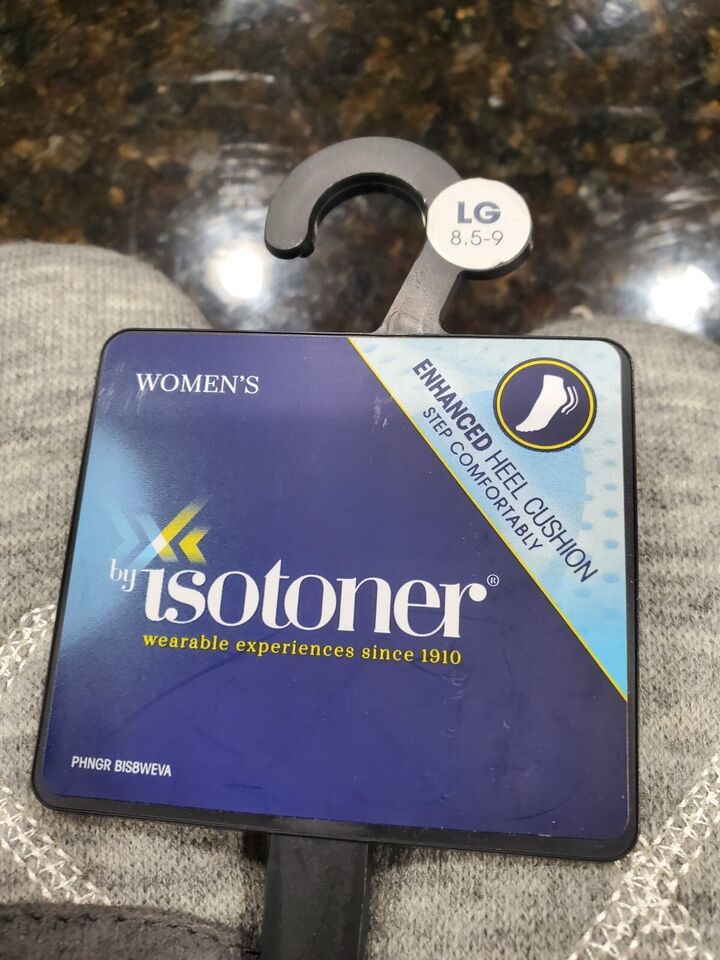 LG
8.5-9
WOMEN'S
ENHANCED HEEL CUSHION
STEP COMFORTABLY
by isotoner®
wearable experiences since 1910
PHNGR BIS8WEVA